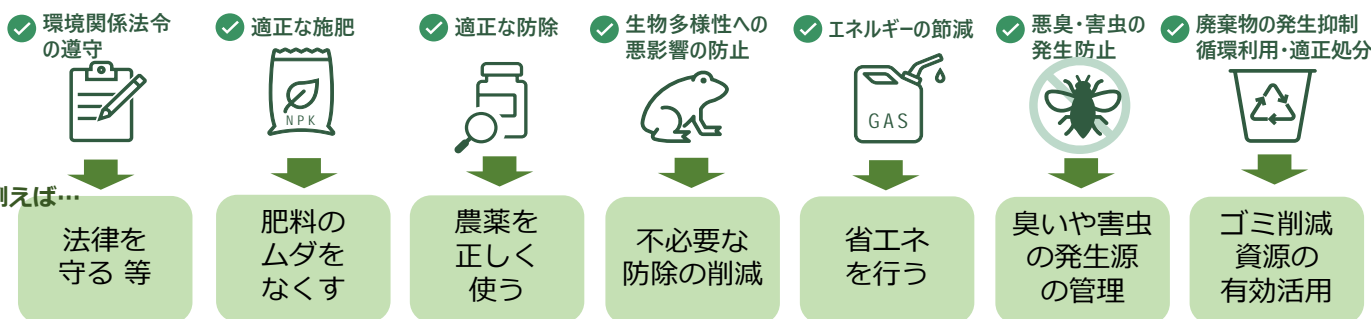 環境関係法令
の遵守
適正な施肥
適正な防除
生物多様性への
悪影響の防止
エネルギーの節減
悪臭・害虫の
発生防止
廃棄物の発生抑制
循環利用・適正処分
NPK
GAS
例えば…
法律を
守る 等
肥料の
ムダを
なくす
農薬を
正しく
使う
不必要な
防除の削減
省エネ
を行う
臭いや害虫
の発生源
の管理
ゴミ削減
資源の
有効活用